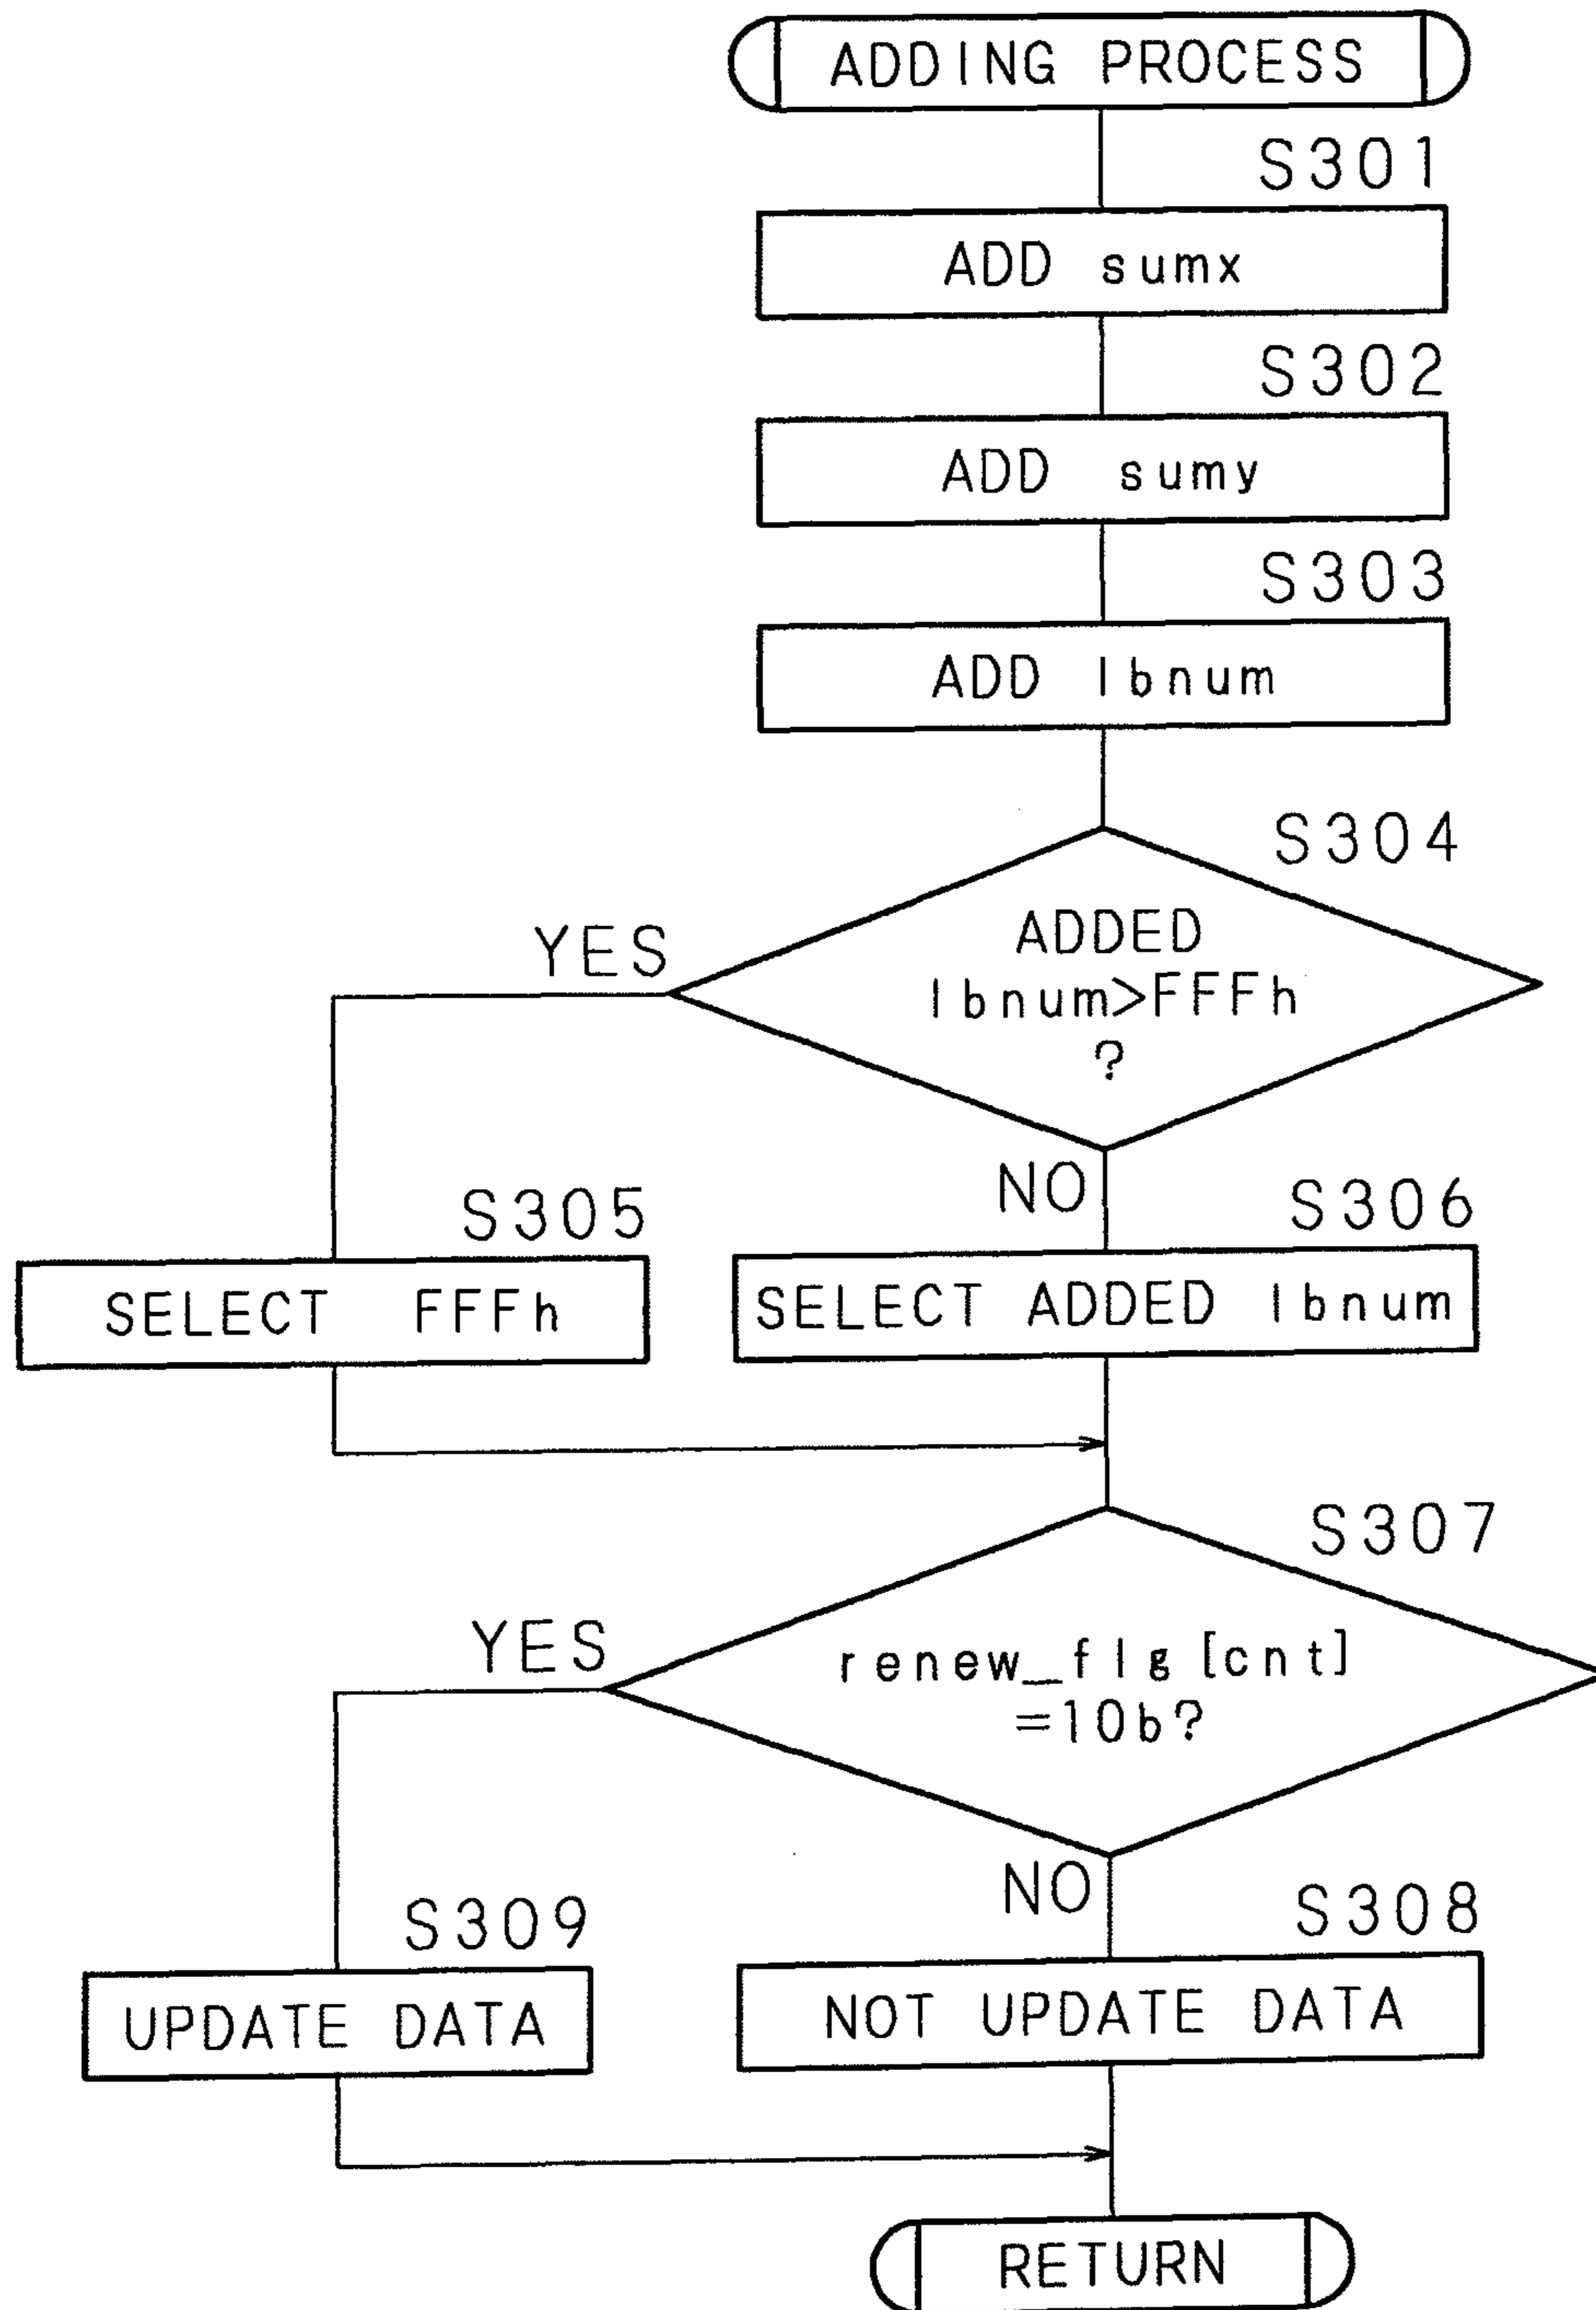 ADDING PROCESS
S301
ADD sumx
S302
ADD sumy
S303
ADD lbnum
S304
ADDED
lbnum>FFFh
?
YES
NO
S305
SELECT FFFh
S306
SELECT ADDED lbnum
S307
renew_flg[cnt]
=10b?
YES
NO
S309
UPDATE DATA
S308
NOT UPDATE DATA
RETURN